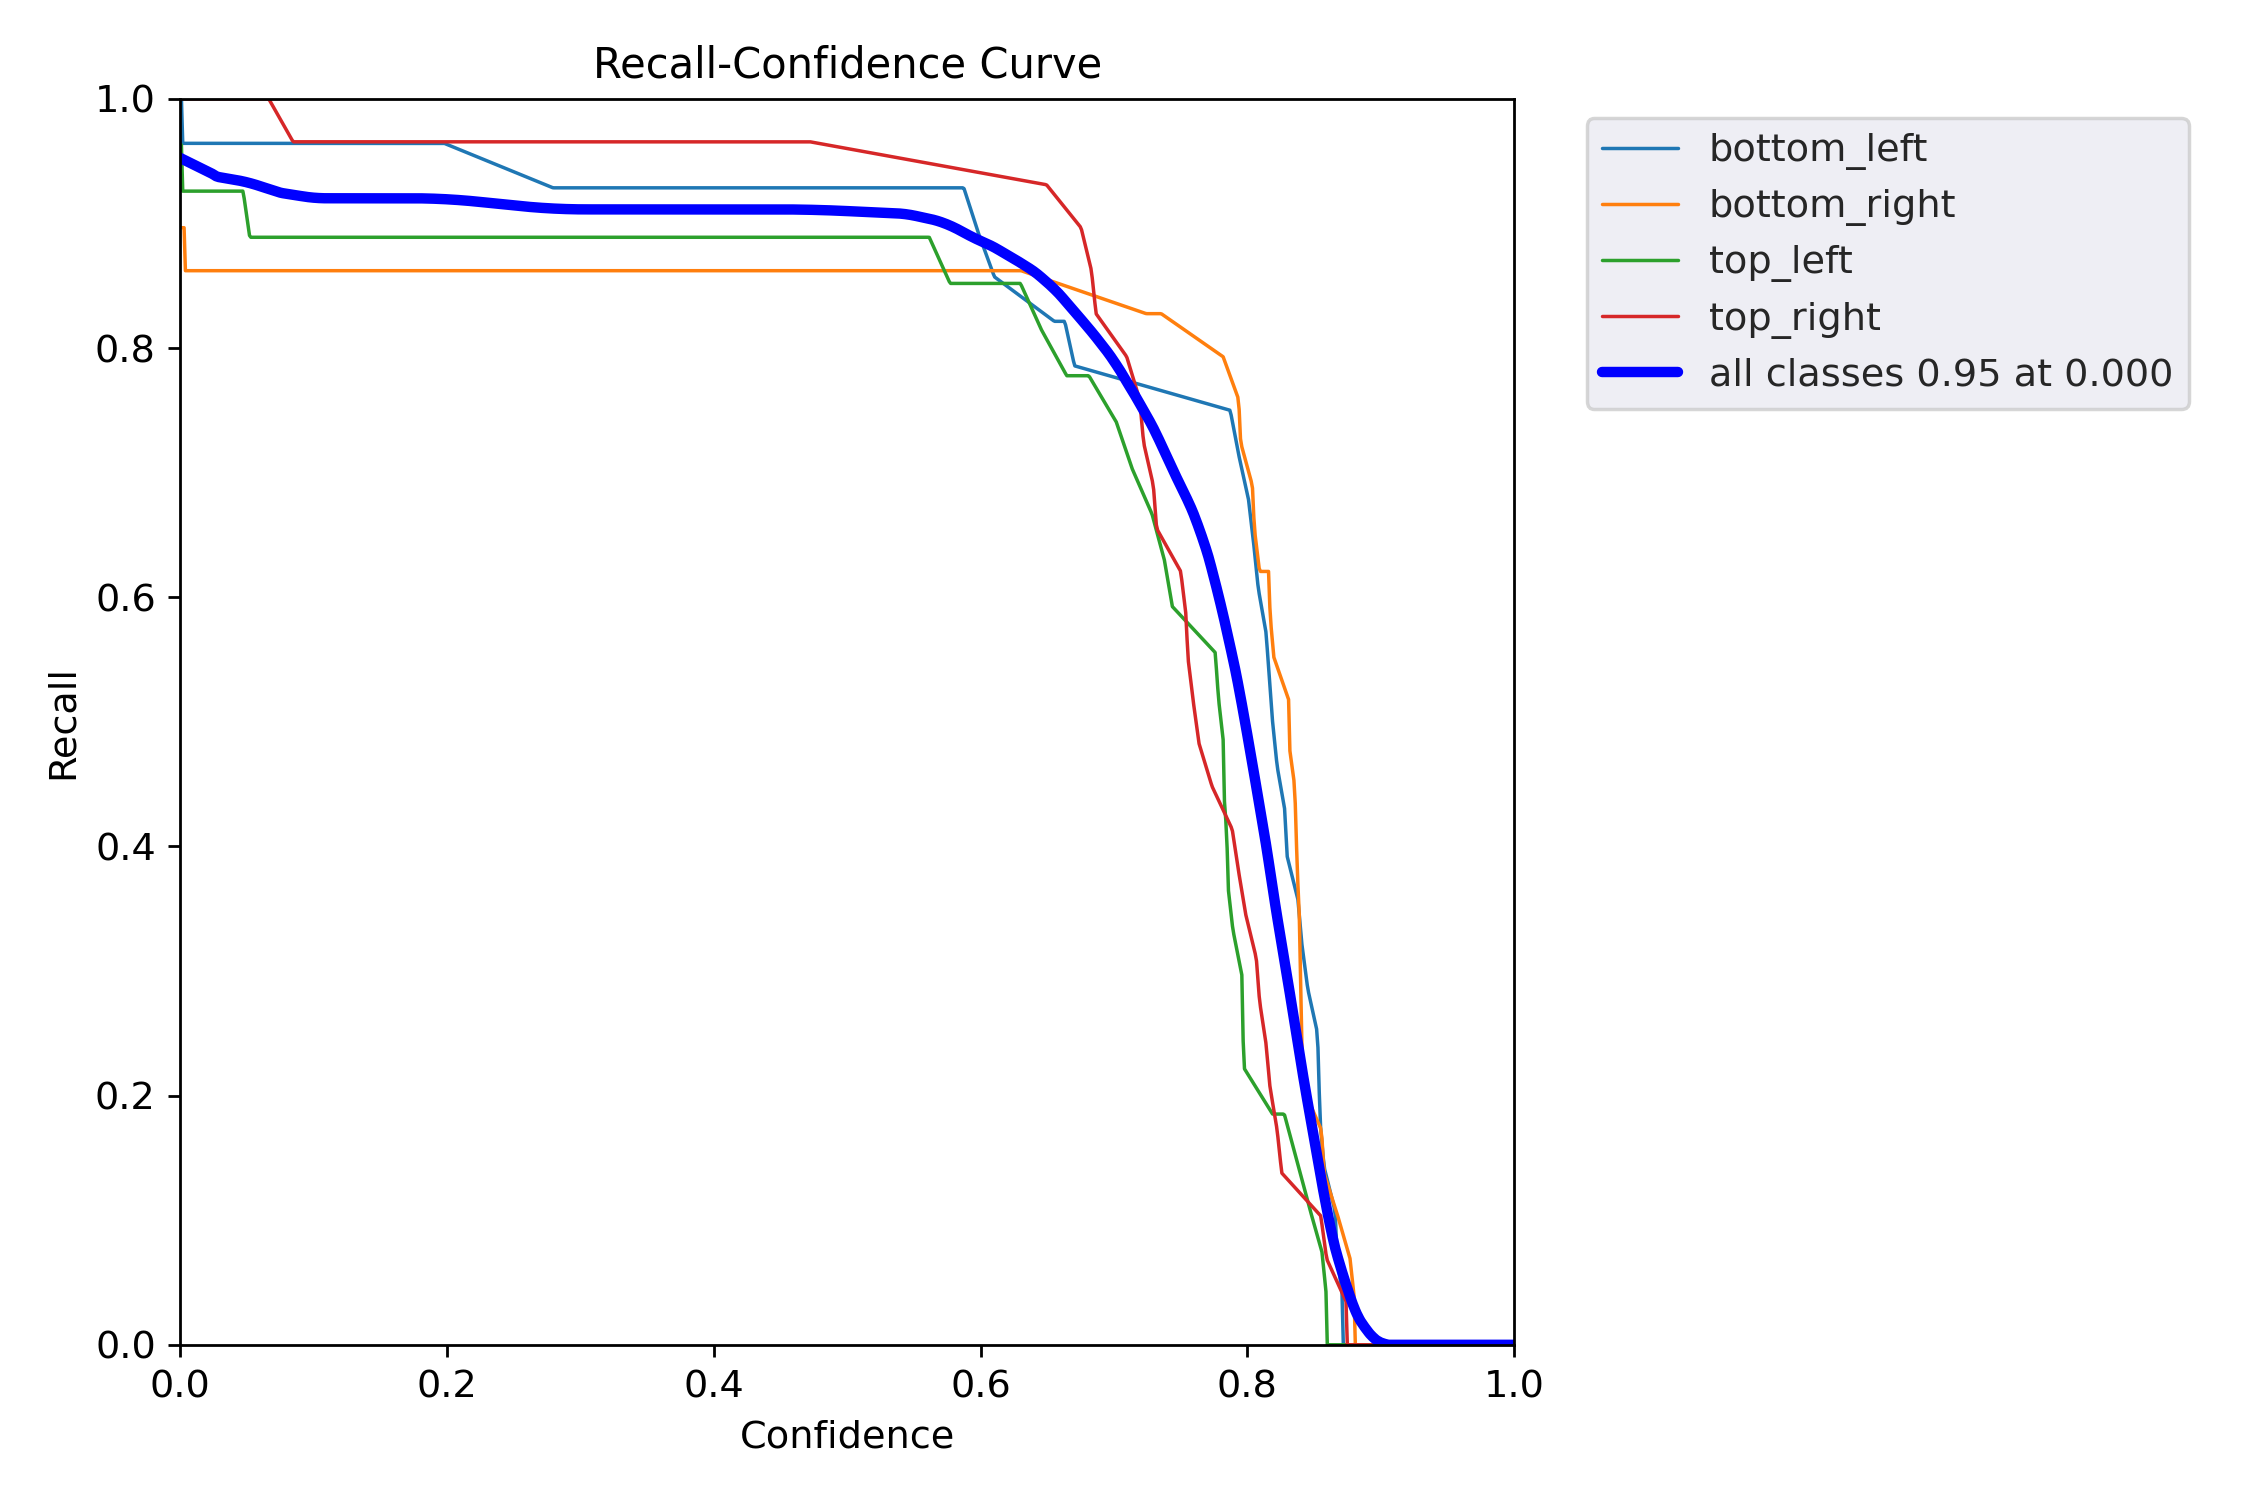 Recall-Confidence Curve
1.0
0.8
0.6
0.4
0.2
0.0
Recall
0.0 0.2 0.4 0.6 0.8 1.0
Confidence
bottom_left
bottom_right
top_left
top_right
all classes 0.95 at 0.000